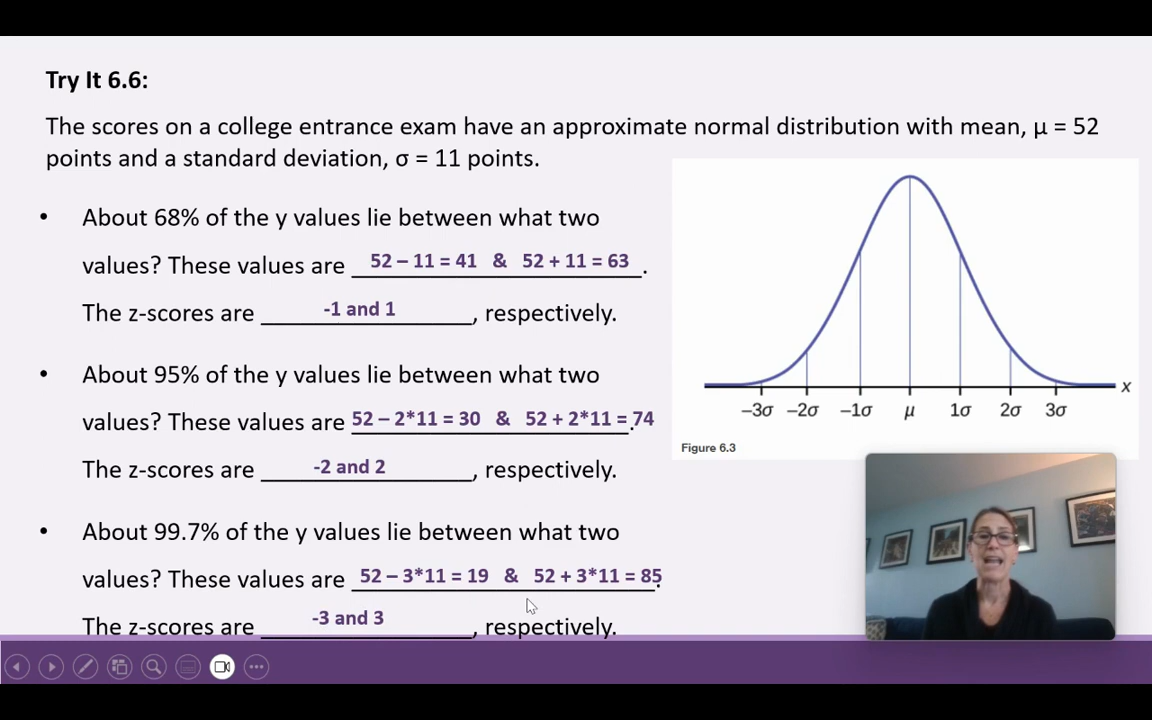 Try It 6.6:
The scores on a college entrance exam have an approximate normal distribution with mean, μ = 52
points and a standard deviation, σ = 11 points.
• About 68% of the y values lie between what two
values? These values are 52 – 11 = 41 & 52 + 11 = 63.
The z-scores are -1 and 1, respectively.
• About 95% of the y values lie between what two
values? These values are 52 – 2*11 = 30 & 52 + 2*11 = 74.
The z-scores are -2 and 2, respectively.
• About 99.7% of the y values lie between what two
values? These values are 52 – 3*11 = 19 & 52 + 3*11 = 85.
The z-scores are -3 and 3, respectively.
x
–3σ –2σ –1σ μ 1σ 2σ 3σ
Figure 6.3